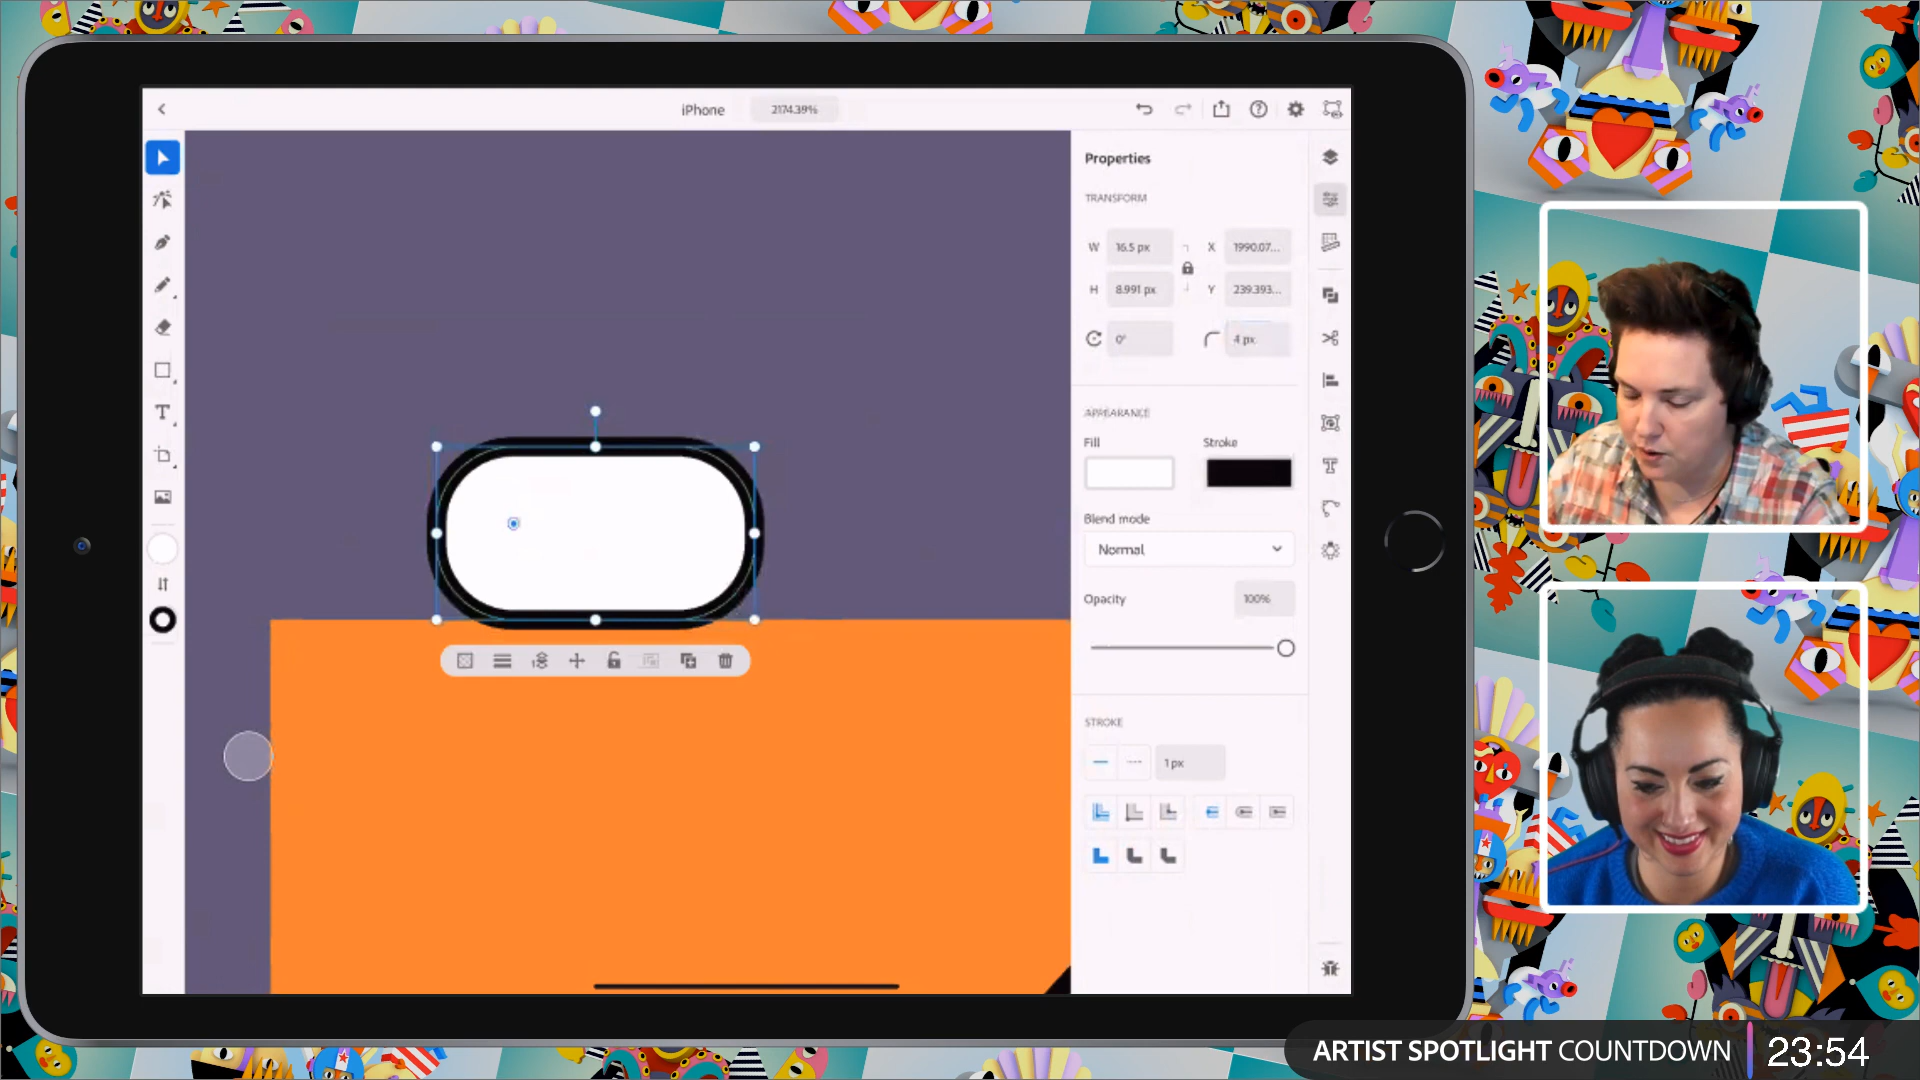 iPhone 2174.39%
Properties
TRANSFORM
W 16.5 px X 1990.07...
H 8.991 px Y 239.393...
0° 4 px
APPEARANCE
Fill Stroke
Blend mode
Normal
Opacity 100%
STROKE
1 px
ARTIST SPOTLIGHT COUNTDOWN 23:54